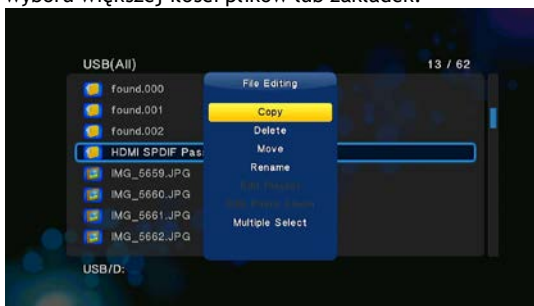 wyboru większej ilości plików lub zakładek.
USB(All) 13 / 62
found.000
found.001
found.002
HDMI SPDIF Pas
IMG_5659.JPG
IMG_5660.JPG
IMG_5661.JPG
IMG_5662.JPG
File Editing
Copy
Delete
Move
Rename
Multiple Select
USB/D: